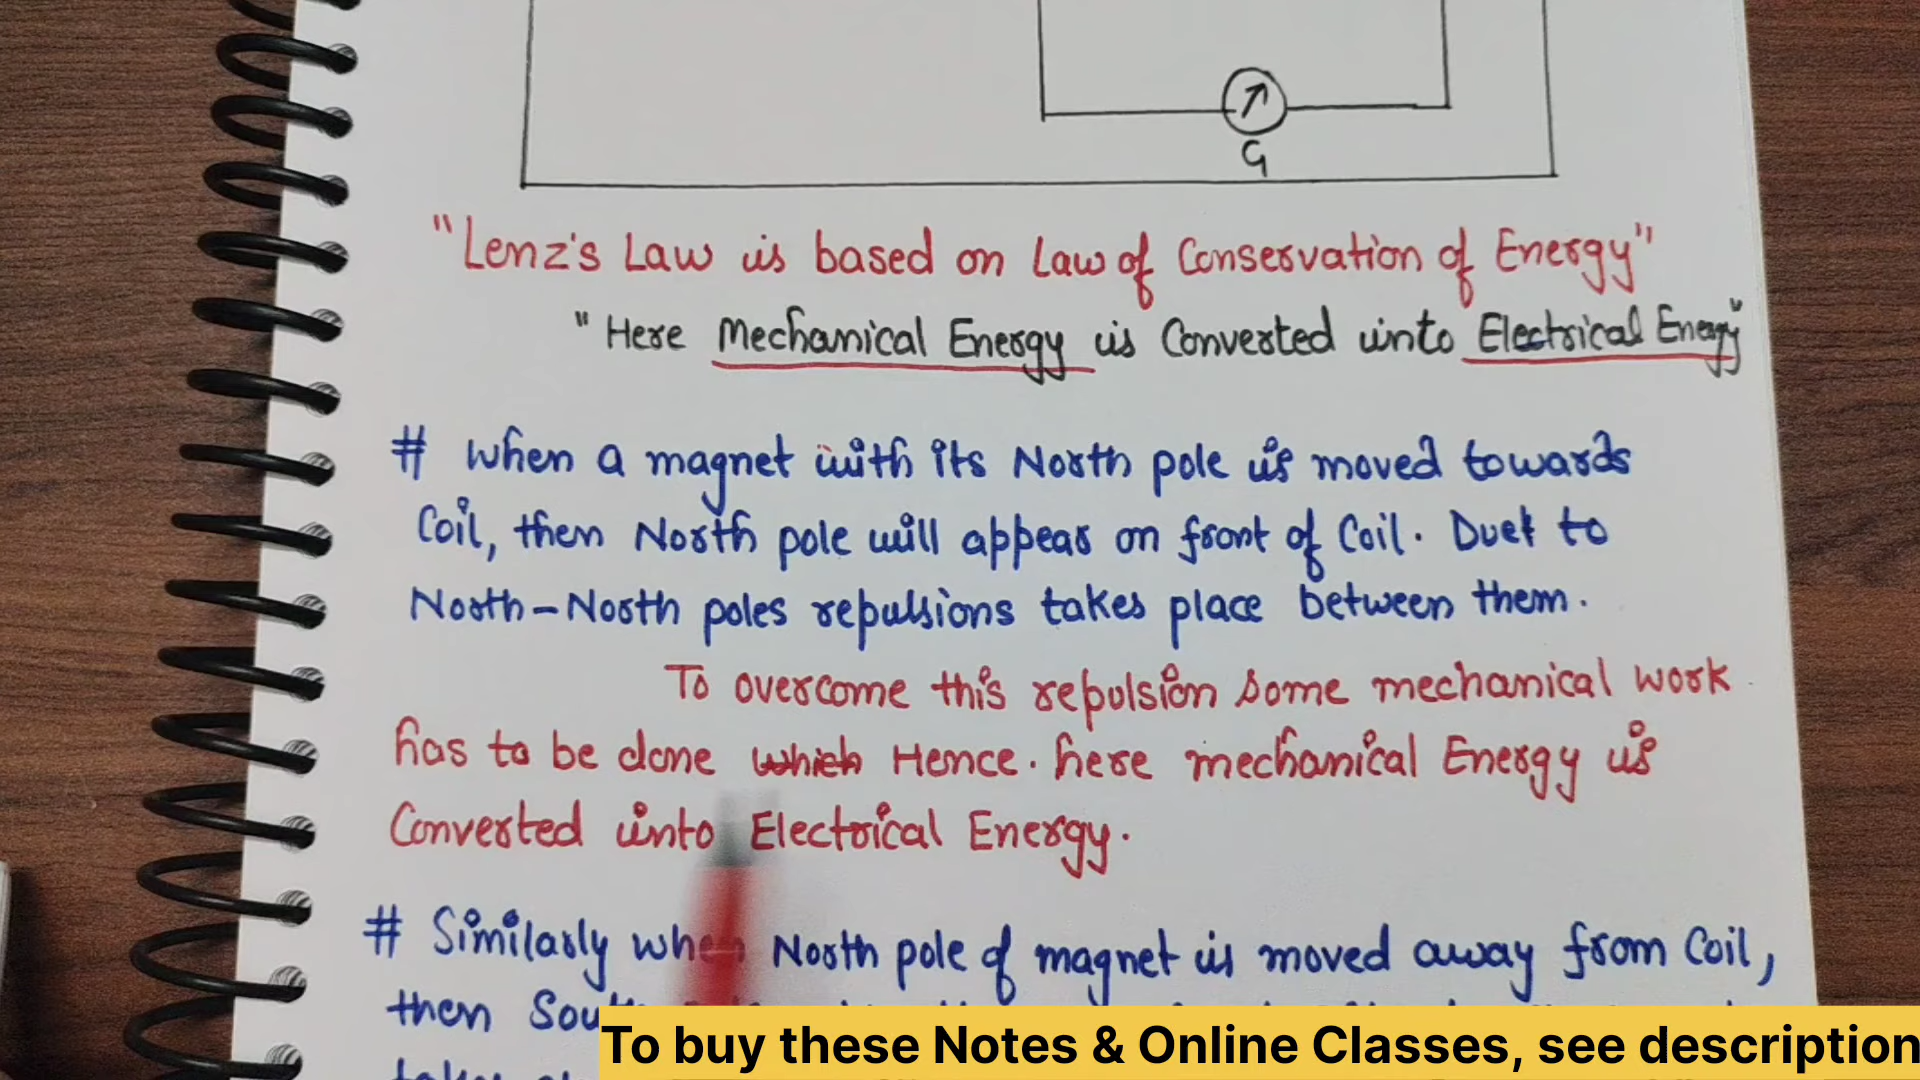 G
"Lenz's Law is based on Law of Conservation of Energy"
"Here Mechanical Energy is Converted into Electrical Energy"
# When a magnet with its North pole is moved towards
Coil, then North pole will appear on front of Coil. Duet to
North-North poles repulsions takes place between them.
To overcome this repulsion some mechanical work
has to be done which Hence. here mechanical Energy is
Converted into Electrical Energy.
# Similarly when North pole of magnet is moved away from Coil,
then
To buy these Notes & Online Classes, see description